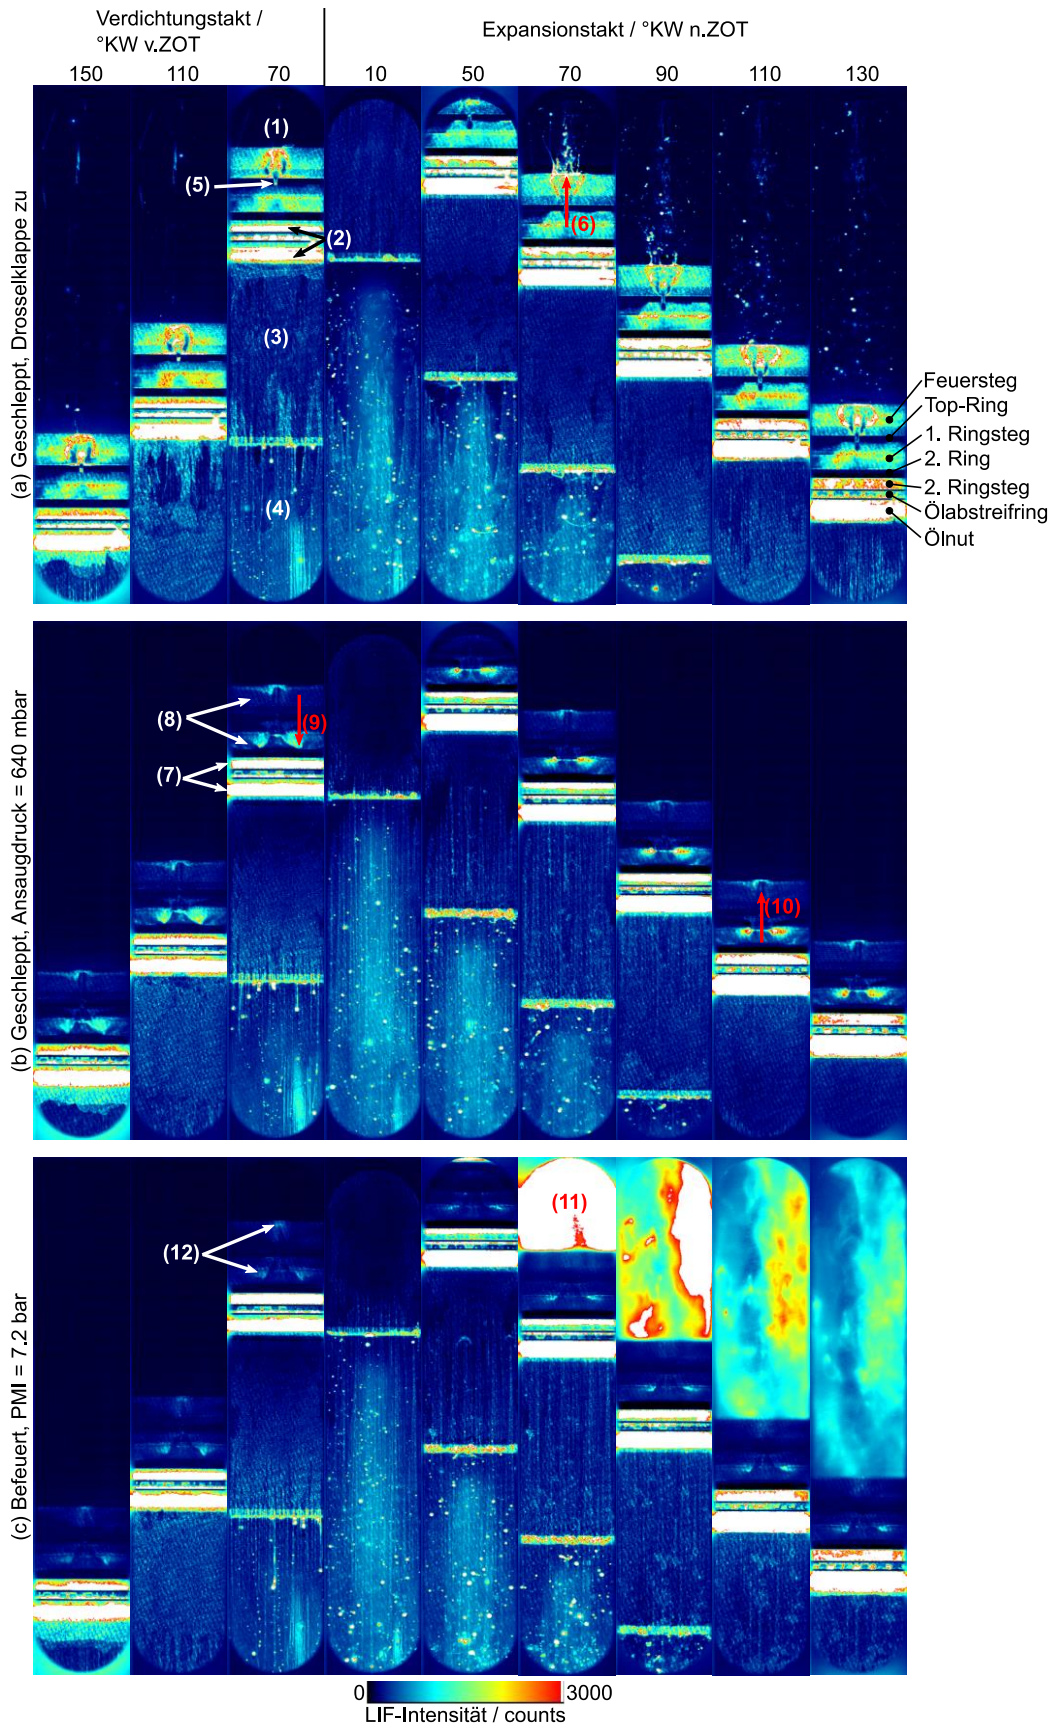 Verdichtungstakt /
°KW v.ZOT
Expansionstakt / °KW n.ZOT
150 110 70 10 50 70 90 110 130
(a) Geschleppt, Drosselklappe zu
(1)
(5)
(2)
(3)
(4)
(6)
Feuersteg
Top-Ring
1. Ringsteg
2. Ring
2. Ringsteg
Ölabstreifring
Ölnut
(b) Geschleppt, Ansaugdruck = 640 mbar
(8)
(9)
(7)
(10)
(c) Befeuert, PMI = 7.2 bar
(11)
(12)
0 3000
LIF-Intensität / counts